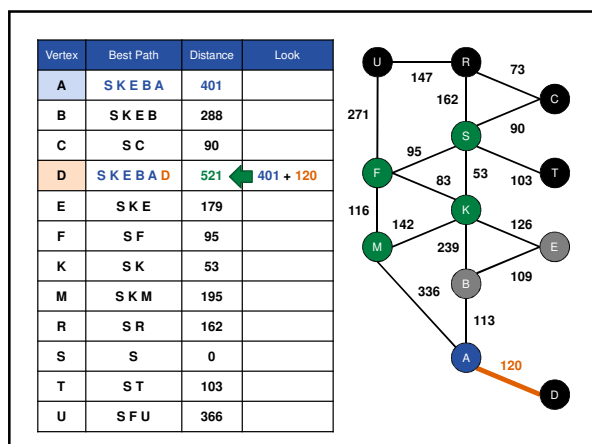 Vertex Best Path Distance Look
A S K E B A 401
B S K E B 288
C S C 90
D S K E B A D 521 401 + 120
E S K E 179
F S F 95
K S K 53
M S K M 195
R S R 162
S S 0
T S T 103
U S F U 366
U R
147 73
C
271 162 90
S
95 53 103 T
F 83
K
116 142 126
M 239 E
336 B 109
113
A
120
D